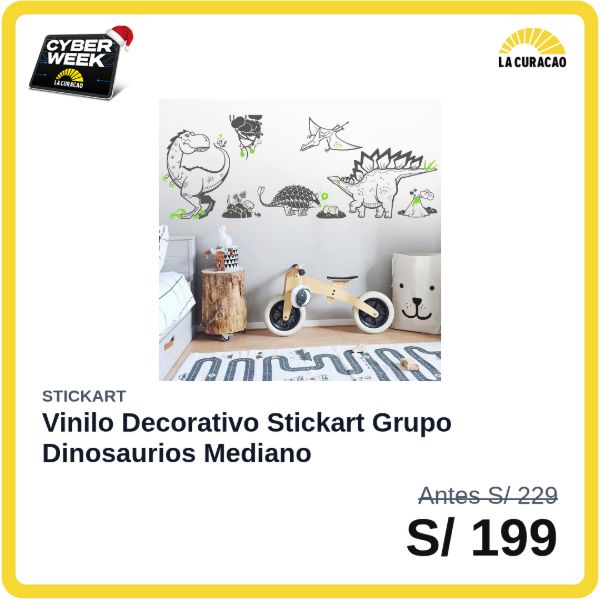 CYBER
WEEK
LA CURACAO
LA CURACAO
STICKART
Vinilo Decorativo Stickart Grupo
Dinosaurios Mediano
Antes S/ 229
S/ 199